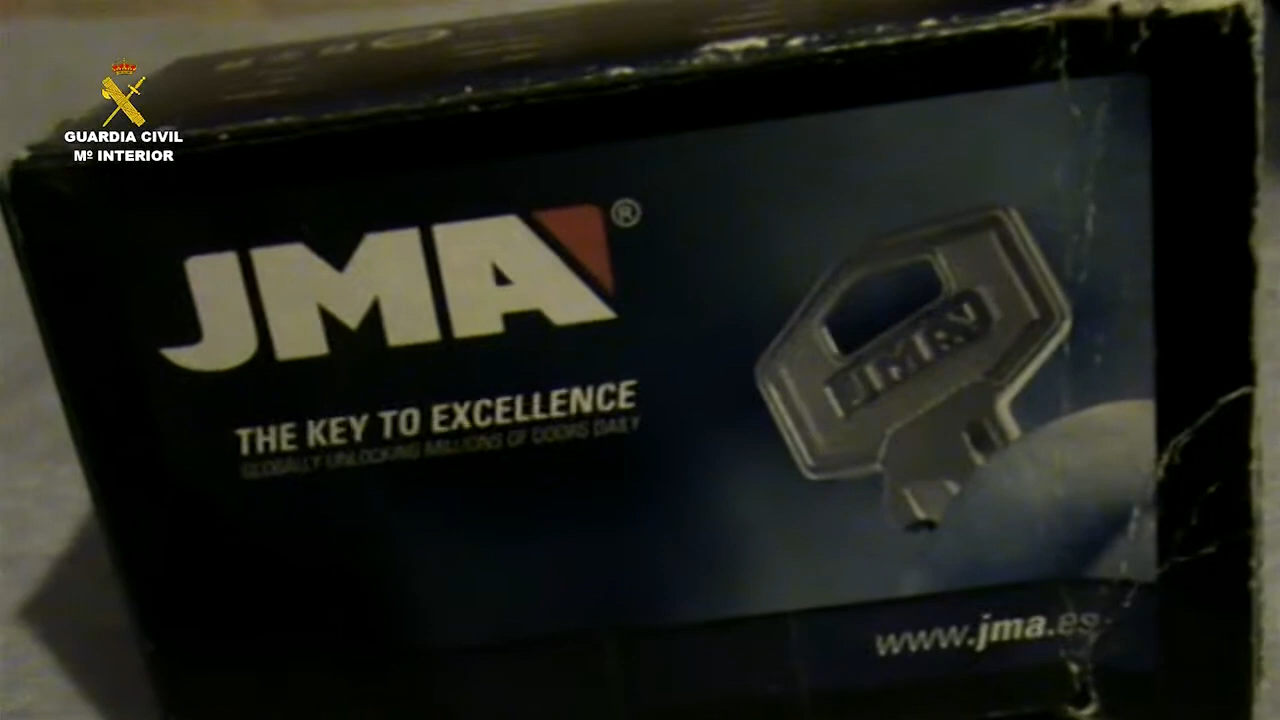 GUARDIA CIVIL
Mº INTERIOR
JMA®
THE KEY TO EXCELLENCE
GLOBALLY UNLOCKING MILLIONS OF DOORS DAILY
JMA
www.jma.es